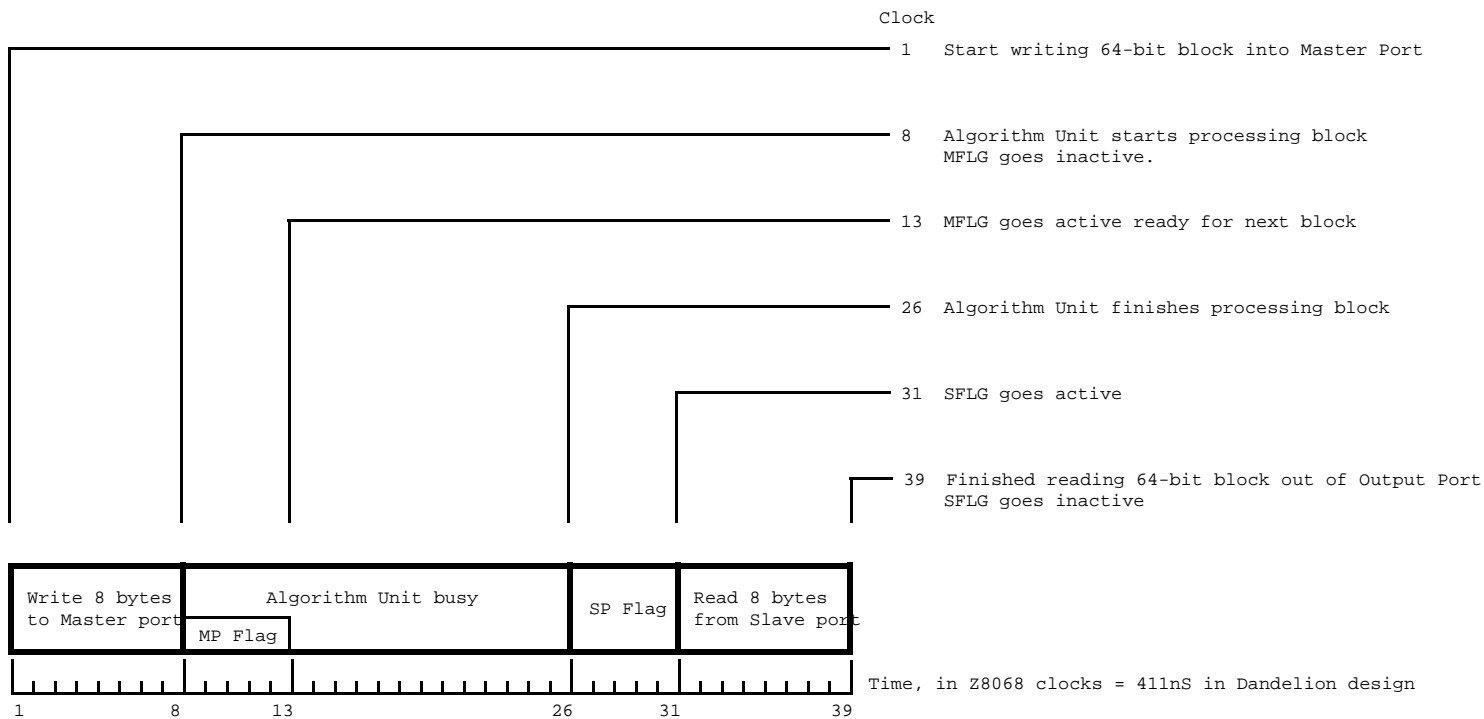 Clock
1 Start writing 64-bit block into Master Port
8 Algorithm Unit starts processing block
MFLG goes inactive.
13 MFLG goes active ready for next block
26 Algorithm Unit finishes processing block
31 SFLG goes active
39 Finished reading 64-bit block out of Output Port
SFLG goes inactive
Write 8 bytes
to Master port
Algorithm Unit busy
MP Flag
SP Flag
Read 8 bytes
from Slave port
Time, in Z8068 clocks = 411nS in Dandelion design
1 8 13 26 31 39